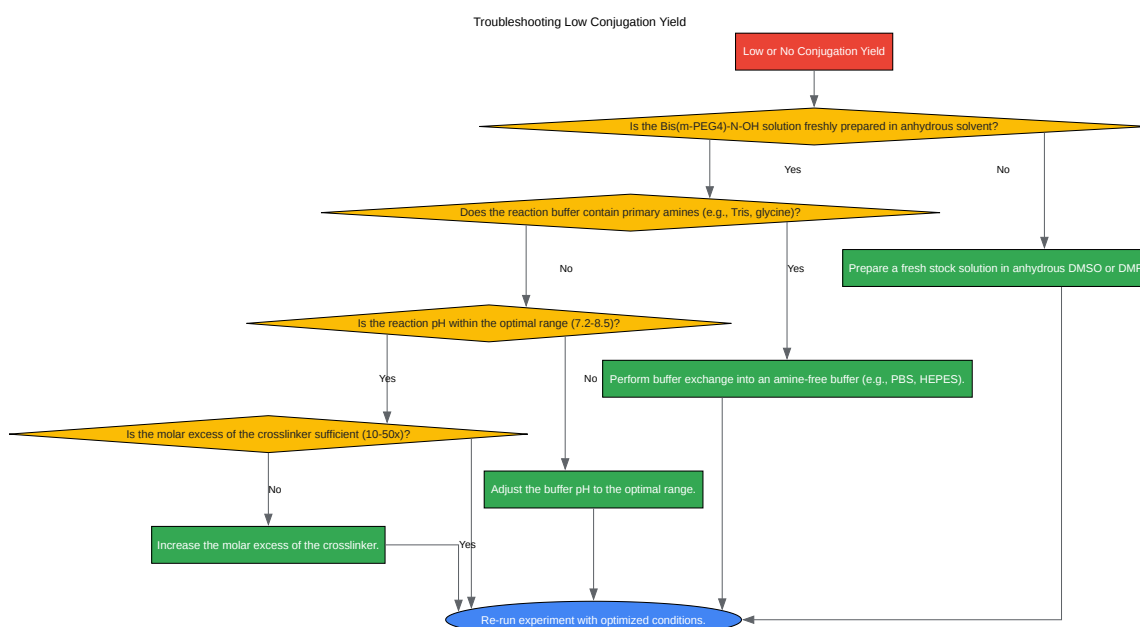 Troubleshooting Low Conjugation Yield
Low or No Conjugation Yield
Is the Bis(m-PEG4)-N-OH solution freshly prepared in anhydrous solvent?
Yes
No
Does the reaction buffer contain primary amines (e.g., Tris, glycine)?
No
Yes
Prepare a fresh stock solution in anhydrous DMSO or DMF
Is the reaction pH within the optimal range (7.2-8.5)?
Yes
No
Perform buffer exchange into an amine-free buffer (e.g., PBS, HEPES).
Is the molar excess of the crosslinker sufficient (10-50x)?
No
Adjust the buffer pH to the optimal range.
Increase the molar excess of the crosslinker.
Yes
Re-run experiment with optimized conditions.